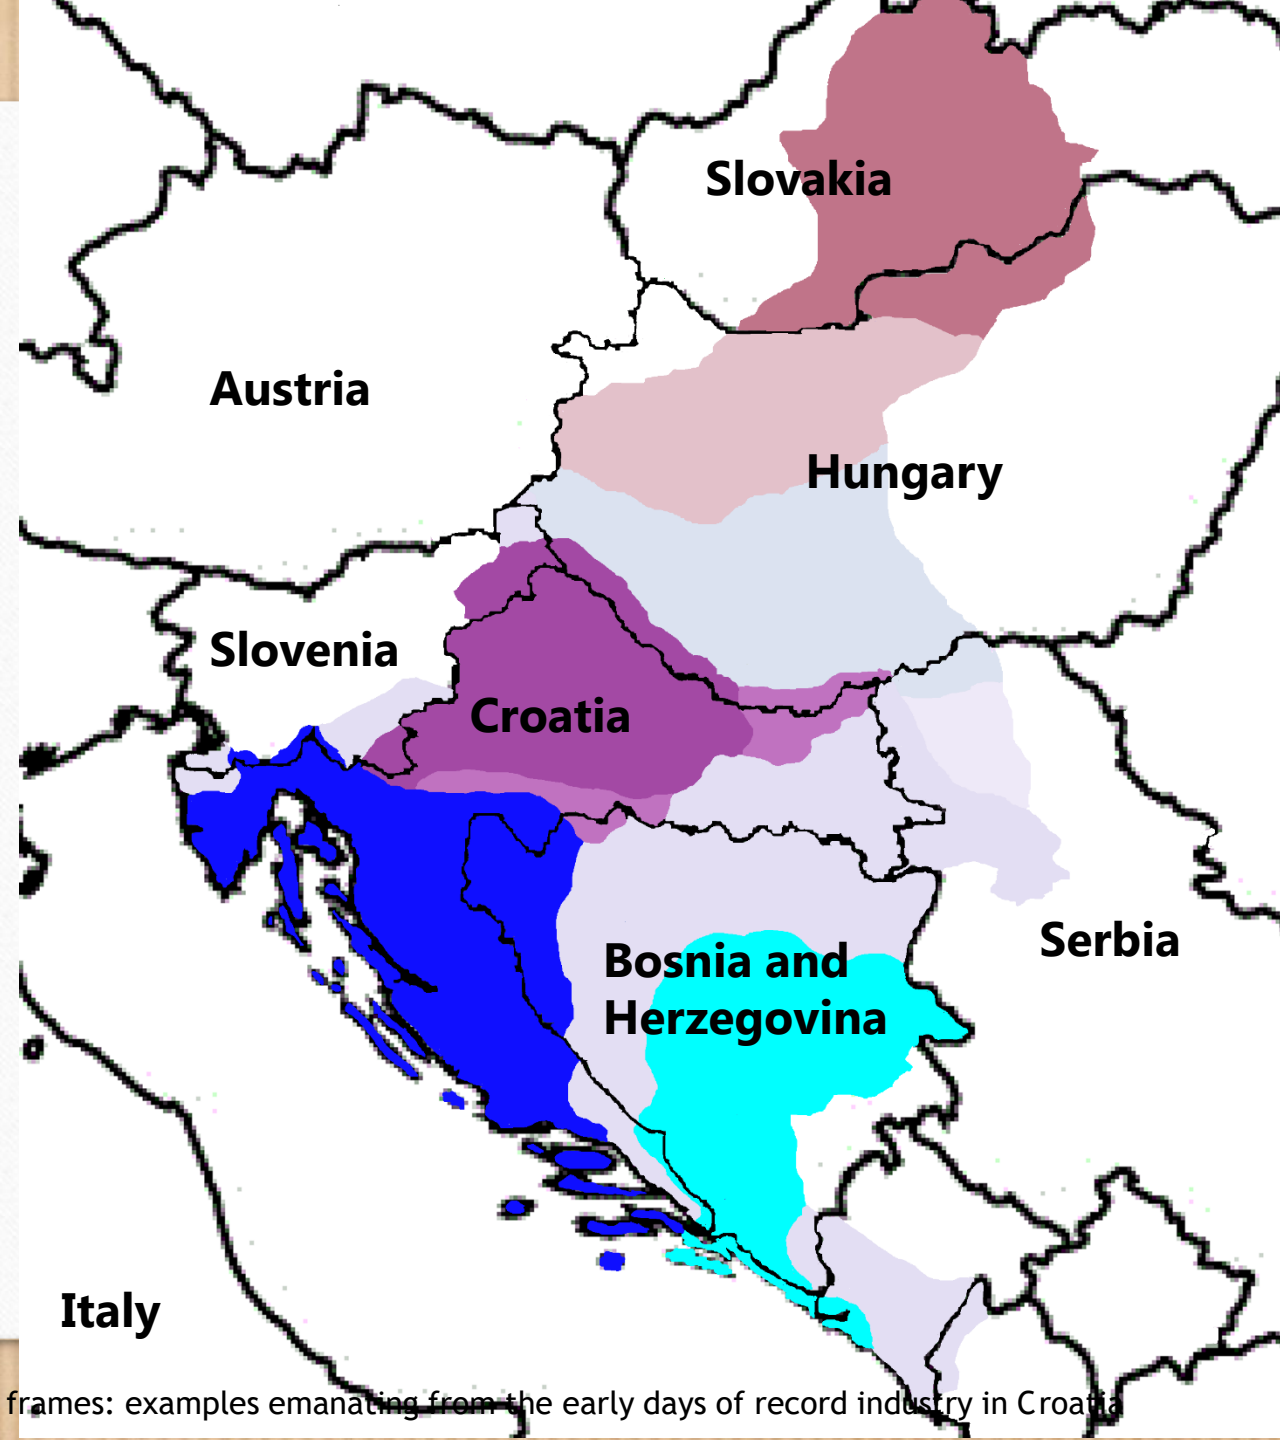 Slovakia
Austria
Hungary
Slovenia
Croatia
Serbia
Bosnia and
Herzegovina
Italy
frames: examples emanating from the early days of record industry in Croatia